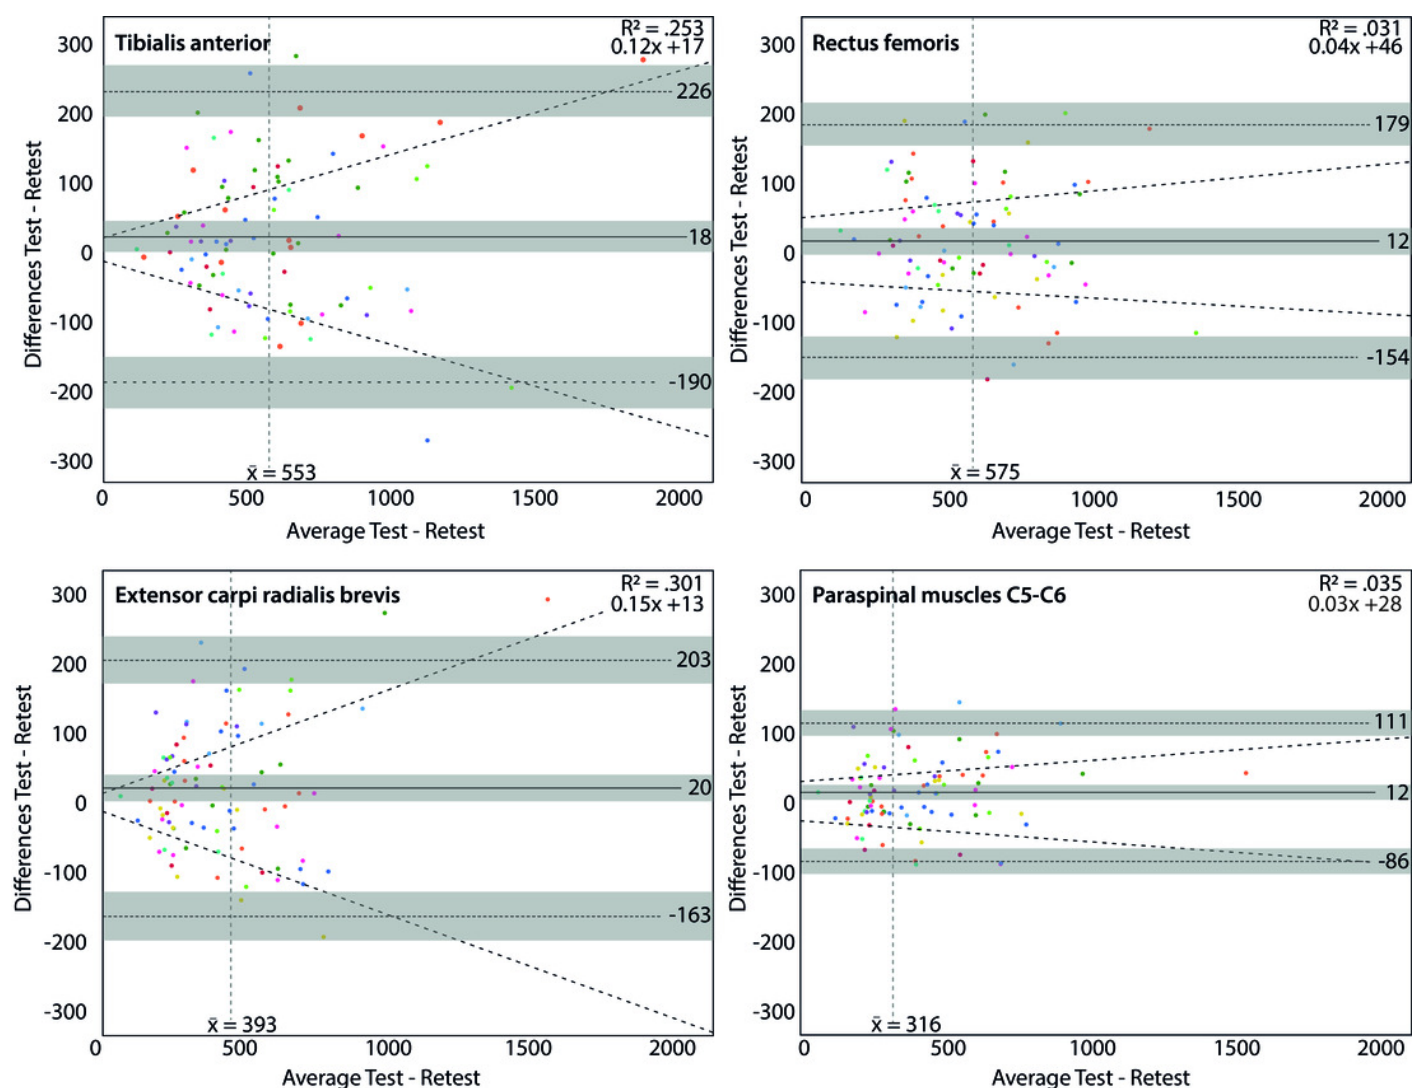 Tibialis anterior
R² = .253
0.12x +17
Differences Test - Retest
300
200
100
0
-100
-200
-300
226
18
-190
x̄ = 553
0 500 1000 1500 2000
Average Test - Retest
Rectus femoris
R² = .031
0.04x +46
Differences Test - Retest
300
200
100
0
-100
-200
-300
179
12
-154
x̄ = 575
0 500 1000 1500 2000
Average Test - Retest
Extensor carpi radialis brevis
R² = .301
0.15x +13
Differences Test - Retest
300
200
100
0
-100
-200
-300
203
20
-163
x̄ = 393
0 500 1000 1500 2000
Average Test - Retest
Paraspinal muscles C5-C6
R² = .035
0.03x +28
Differences Test - Retest
300
200
100
0
-100
-200
-300
111
12
-86
x̄ = 316
0 500 1000 1500 2000
Average Test - Retest